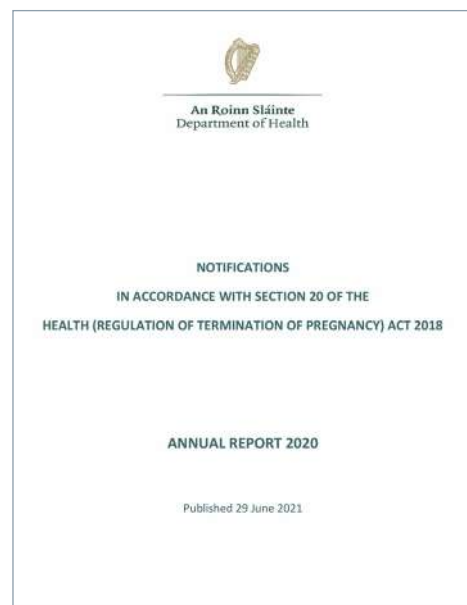 An Roinn Sláinte
Department of Health
NOTIFICATIONS
IN ACCORDANCE WITH SECTION 20 OF THE
HEALTH (REGULATION OF TERMINATION OF PREGNANCY) ACT 2018
ANNUAL REPORT 2020
Published 29 June 2021